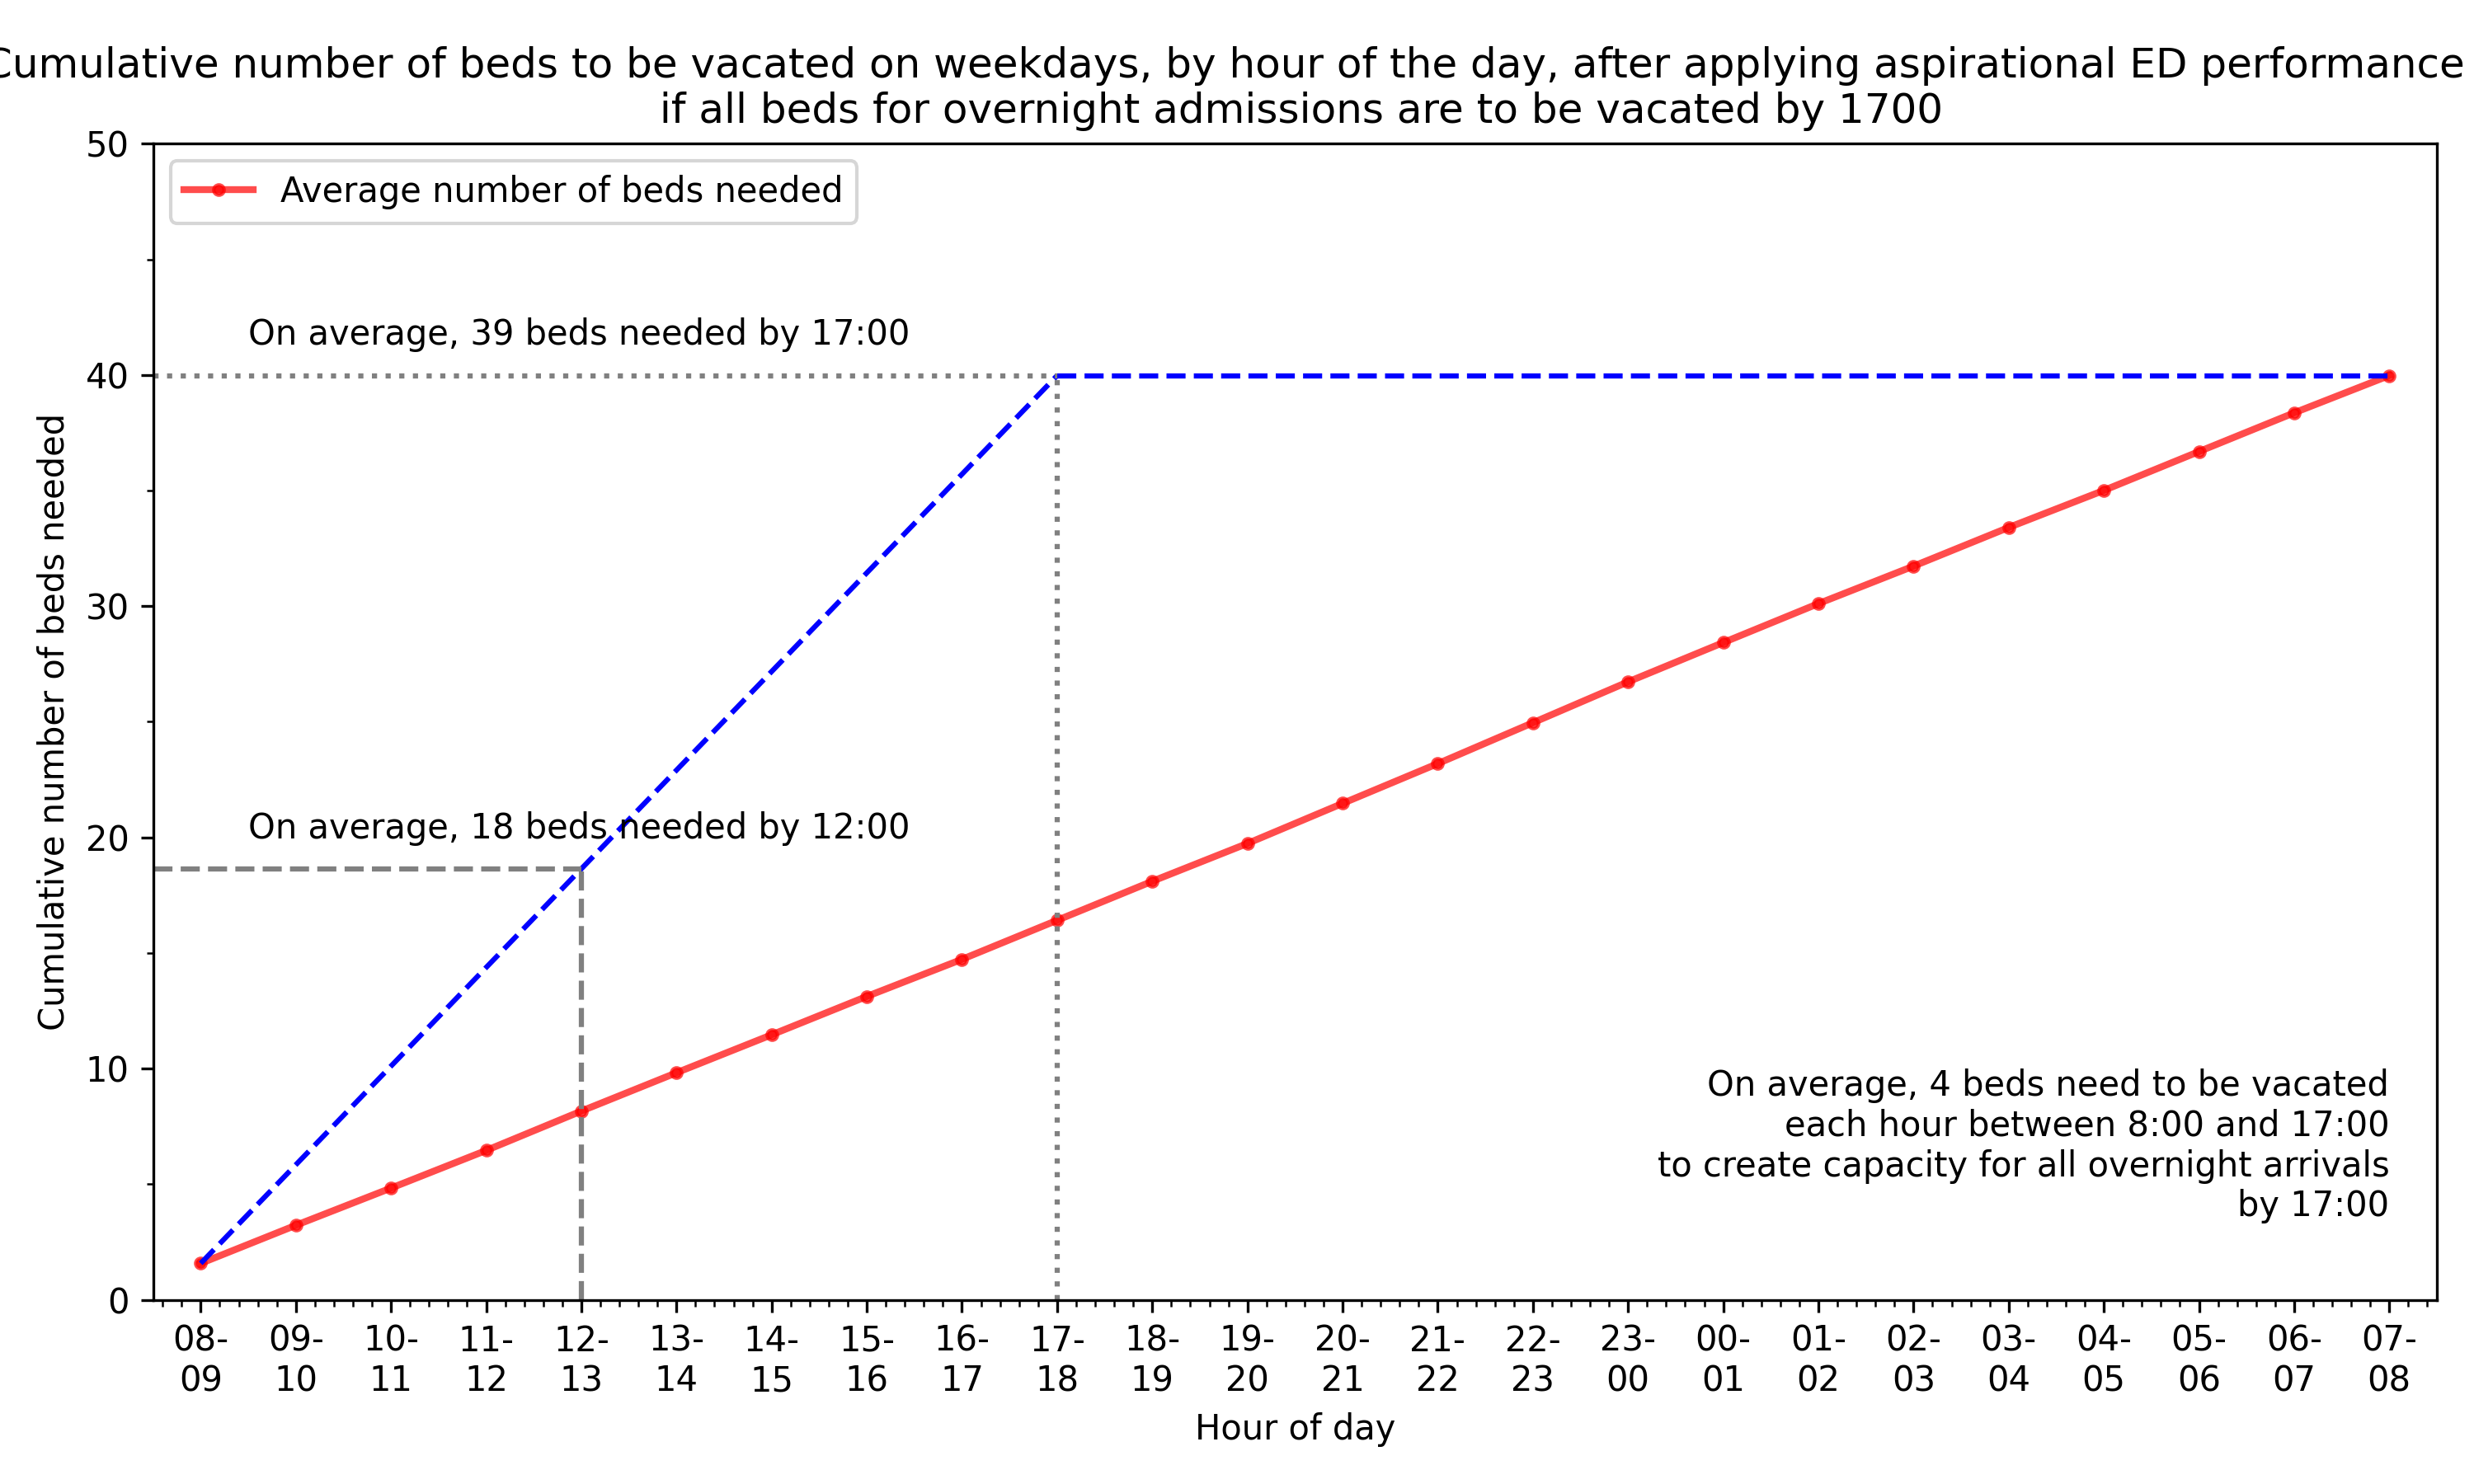 Cumulative number of beds to be vacated on weekdays, by hour of the day, after applying aspirational ED performance
if all beds for overnight admissions are to be vacated by 1700
50
Average number of beds needed
On average, 39 beds needed by 17:00
40
30
On average, 18 beds needed by 12:00
20
10
0
Cumulative number of beds needed
On average, 4 beds need to be vacated
each hour between 8:00 and 17:00
to create capacity for all overnight arrivals
by 17:00
08- 09- 10- 11- 12- 13- 14- 15- 16- 17- 18- 19- 20- 21- 22- 23- 00- 01- 02- 03- 04- 05- 06- 07-
09 10 11 12 13 14 15 16 17 18 19 20 21 22 23 00 01 02 03 04 05 06 07 08
Hour of day